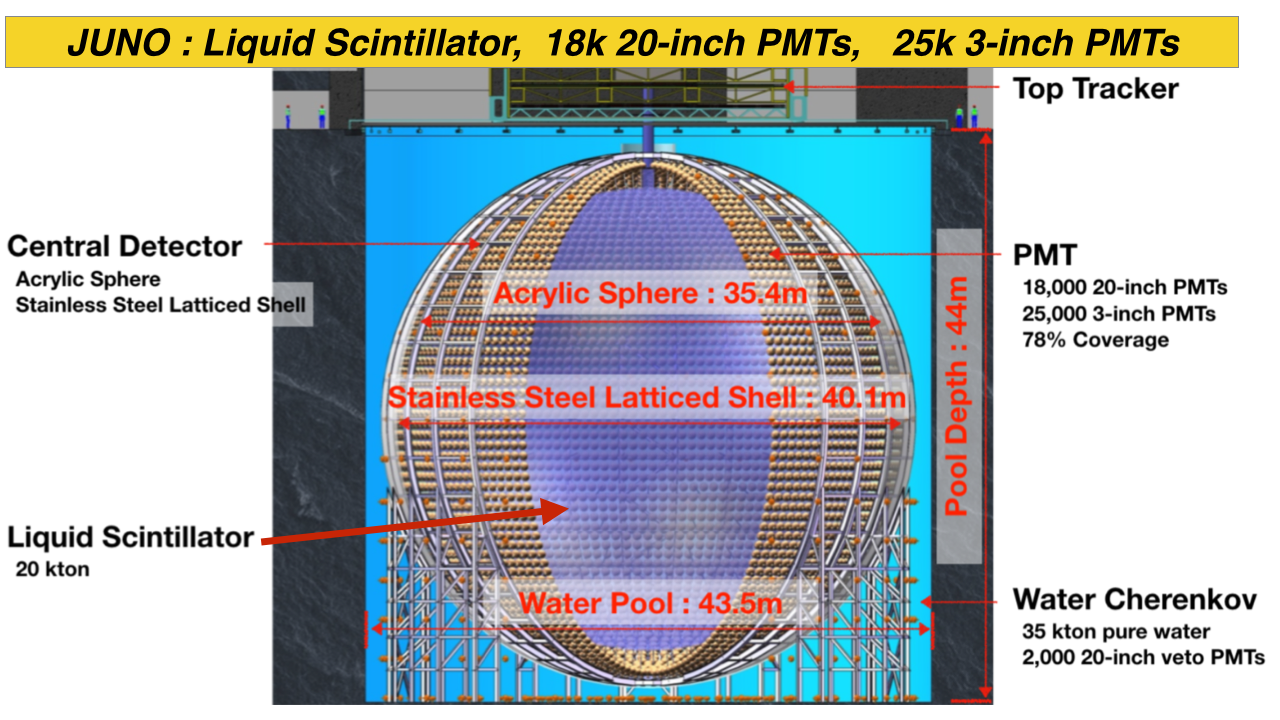 JUNO : Liquid Scintillator, 18k 20-inch PMTs, 25k 3-inch PMTs
Top Tracker
Central Detector
Acrylic Sphere
Stainless Steel Latticed Shell
PMT
18,000 20-inch PMTs
25,000 3-inch PMTs
78% Coverage
Acrylic Sphere : 35.4m
Stainless Steel Latticed Shell : 40.1m
Pool Depth : 44m
Liquid Scintillator
20 kton
Water Pool : 43.5m
Water Cherenkov
35 kton pure water
2,000 20-inch veto PMTs